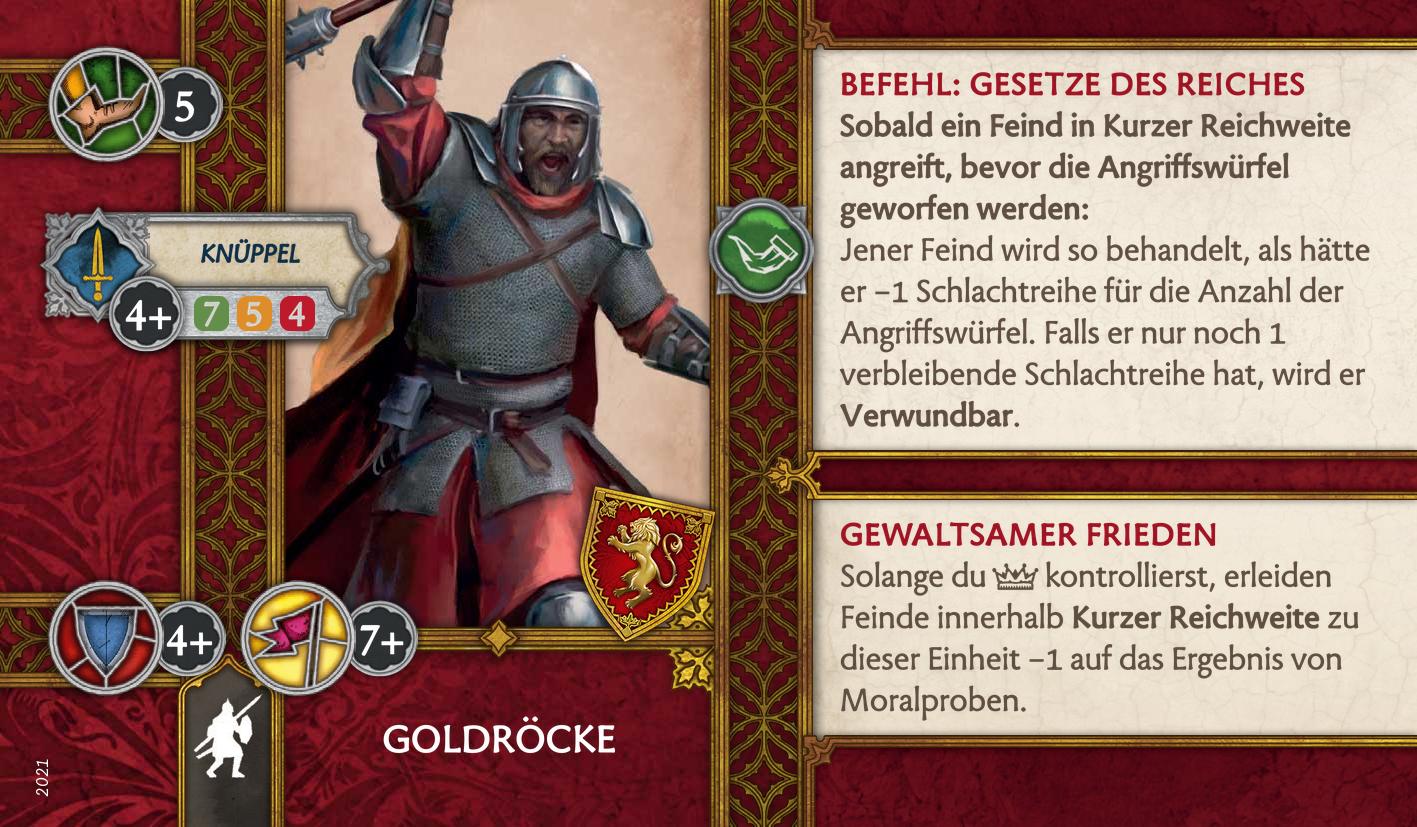 5
KNÜPPEL
4+ 7 5 4
4+ 7+
GOLDRÖCKE
2021
BEFEHL: GESETZE DES REICHES
Sobald ein Feind in Kurzer Reichweite
angreift, bevor die Angriffswürfel
geworfen werden:
Jener Feind wird so behandelt, als hätte
er –1 Schlachtreihe für die Anzahl der
Angriffswürfel. Falls er nur noch 1
verbleibende Schlachtreihe hat, wird er
Verwundbar.
GEWALTSAMER FRIEDEN
Solange du kontrollierst, erleiden
Feinde innerhalb Kurzer Reichweite zu
dieser Einheit –1 auf das Ergebnis von
Moralproben.